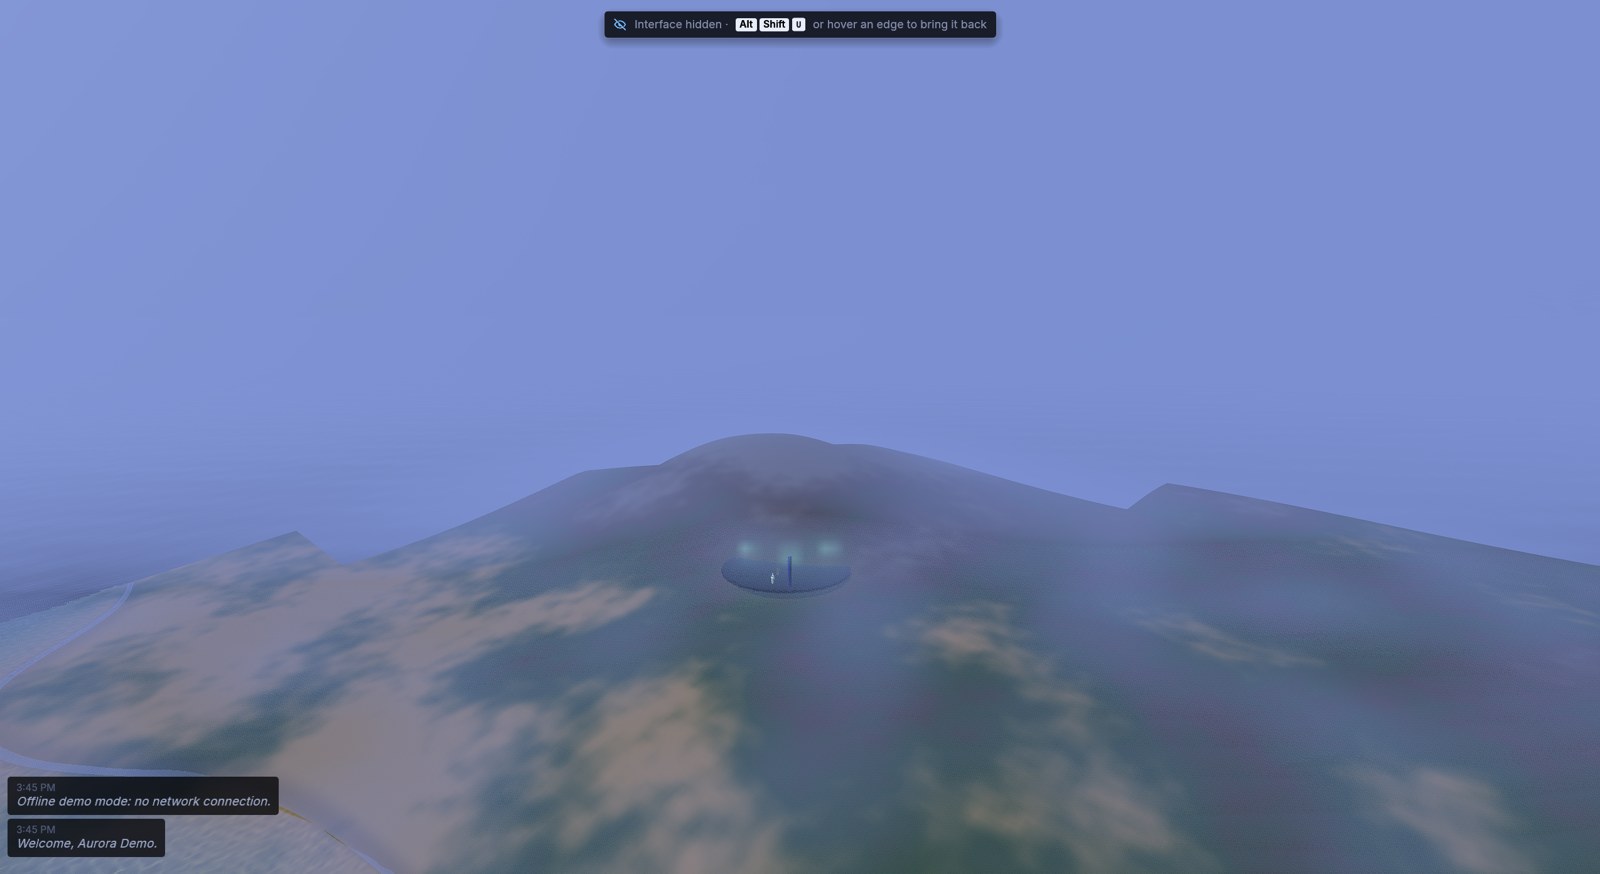 Interface hidden · Alt Shift U or hover an edge to bring it back
3:45 PM
Offline demo mode: no network connection.
3:45 PM
Welcome, Aurora Demo.